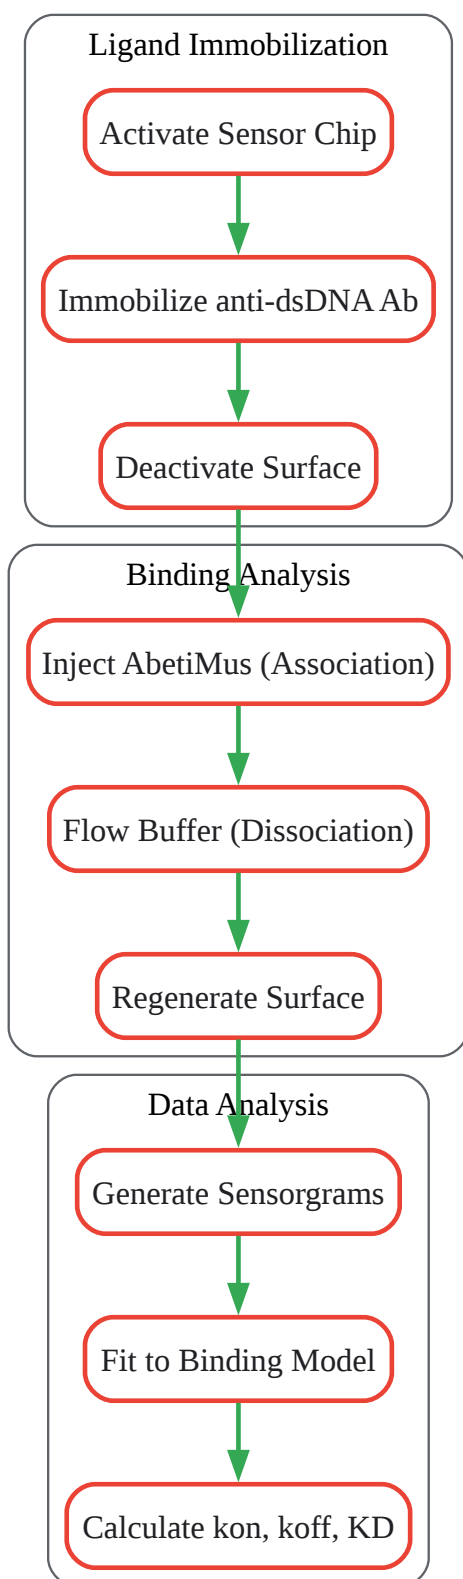 Ligand Immobilization
Activate Sensor Chip
Immobilize anti-dsDNA Ab
Deactivate Surface
Binding Analysis
Inject AbetiMus (Association)
Flow Buffer (Dissociation)
Regenerate Surface
Data Analysis
Generate Sensorgrams
Fit to Binding Model
Calculate kon, koff, KD